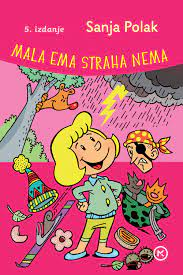 5. izdanje
Sanja Polak
MALA EMA STRAHA NEMA